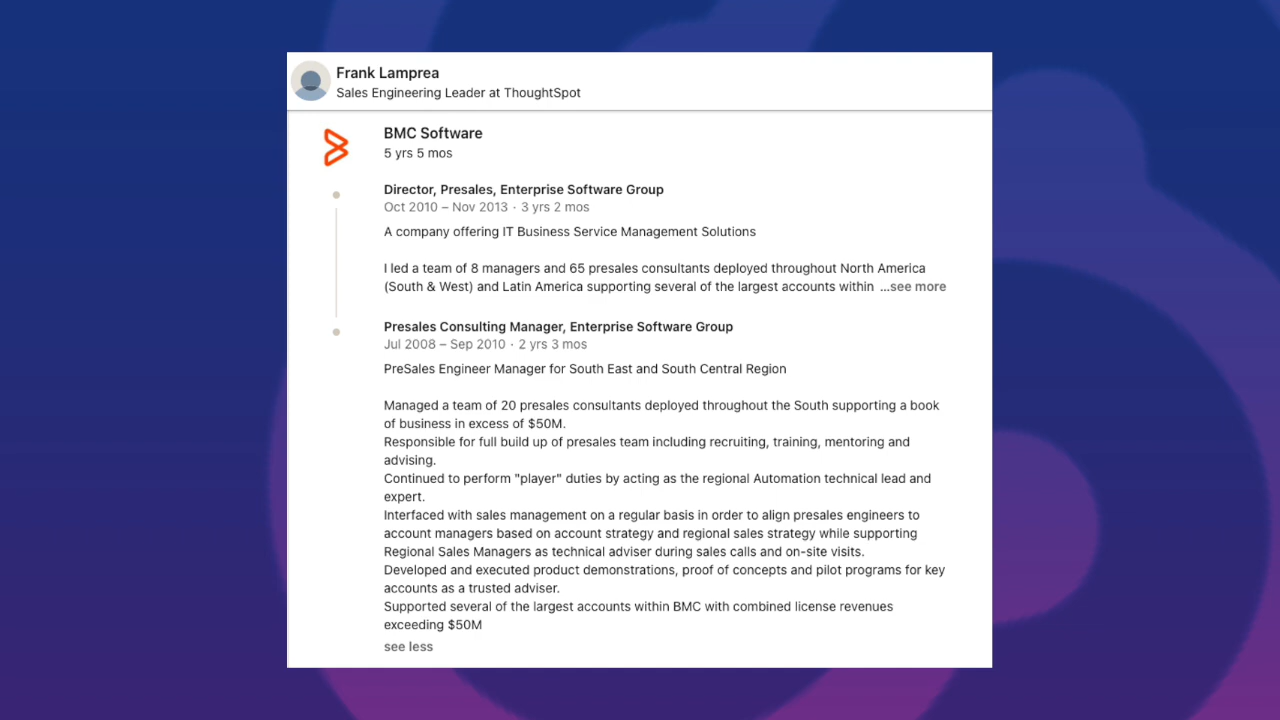 Frank Lamprea
Sales Engineering Leader at ThoughtSpot
BMC Software
5 yrs 5 mos
Director, Presales, Enterprise Software Group
Oct 2010 – Nov 2013 · 3 yrs 2 mos
A company offering IT Business Service Management Solutions
I led a team of 8 managers and 65 presales consultants deployed throughout North America
(South & West) and Latin America supporting several of the largest accounts within ...see more
Presales Consulting Manager, Enterprise Software Group
Jul 2008 – Sep 2010 · 2 yrs 3 mos
PreSales Engineer Manager for South East and South Central Region
Managed a team of 20 presales consultants deployed throughout the South supporting a book
of business in excess of $50M.
Responsible for full build up of presales team including recruiting, training, mentoring and
advising.
Continued to perform "player" duties by acting as the regional Automation technical lead and
expert.
Interfaced with sales management on a regular basis in order to align presales engineers to
account managers based on account strategy and regional sales strategy while supporting
Regional Sales Managers as technical adviser during sales calls and on-site visits.
Developed and executed product demonstrations, proof of concepts and pilot programs for key
accounts as a trusted adviser.
Supported several of the largest accounts within BMC with combined license revenues
exceeding $50M
see less